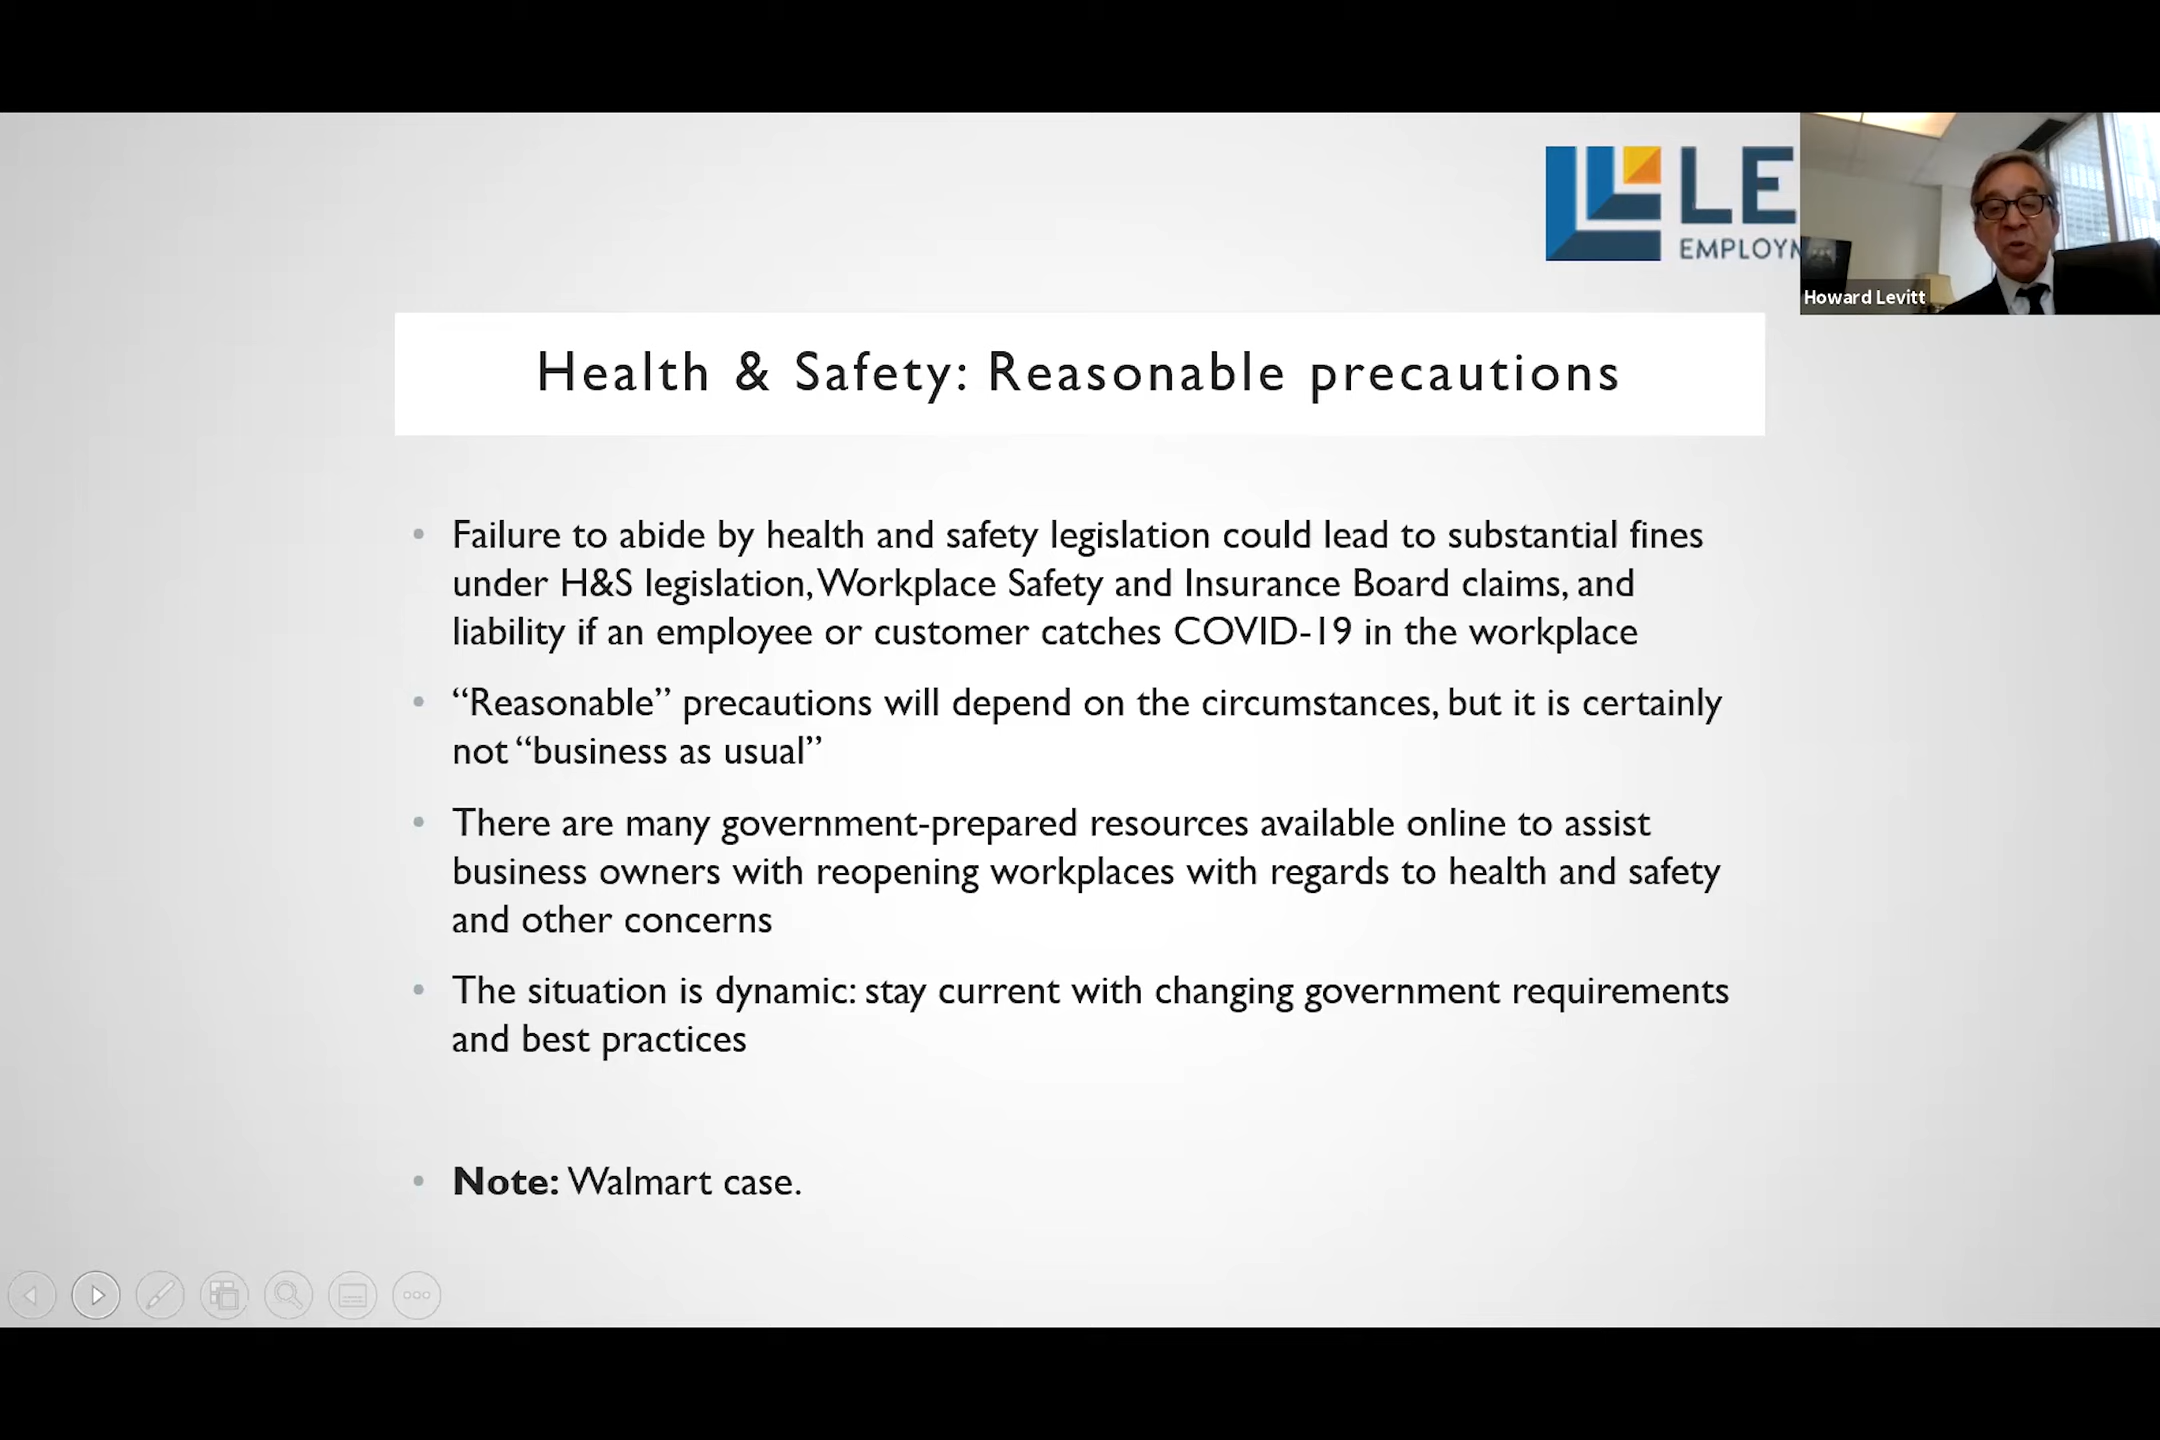 LE
EMPLOYM
Howard Levitt
Health & Safety: Reasonable precautions
• Failure to abide by health and safety legislation could lead to substantial fines
under H&S legislation, Workplace Safety and Insurance Board claims, and
liability if an employee or customer catches COVID-19 in the workplace
• “Reasonable” precautions will depend on the circumstances, but it is certainly
not “business as usual”
• There are many government-prepared resources available online to assist
business owners with reopening workplaces with regards to health and safety
and other concerns
• The situation is dynamic: stay current with changing government requirements
and best practices
• Note: Walmart case.